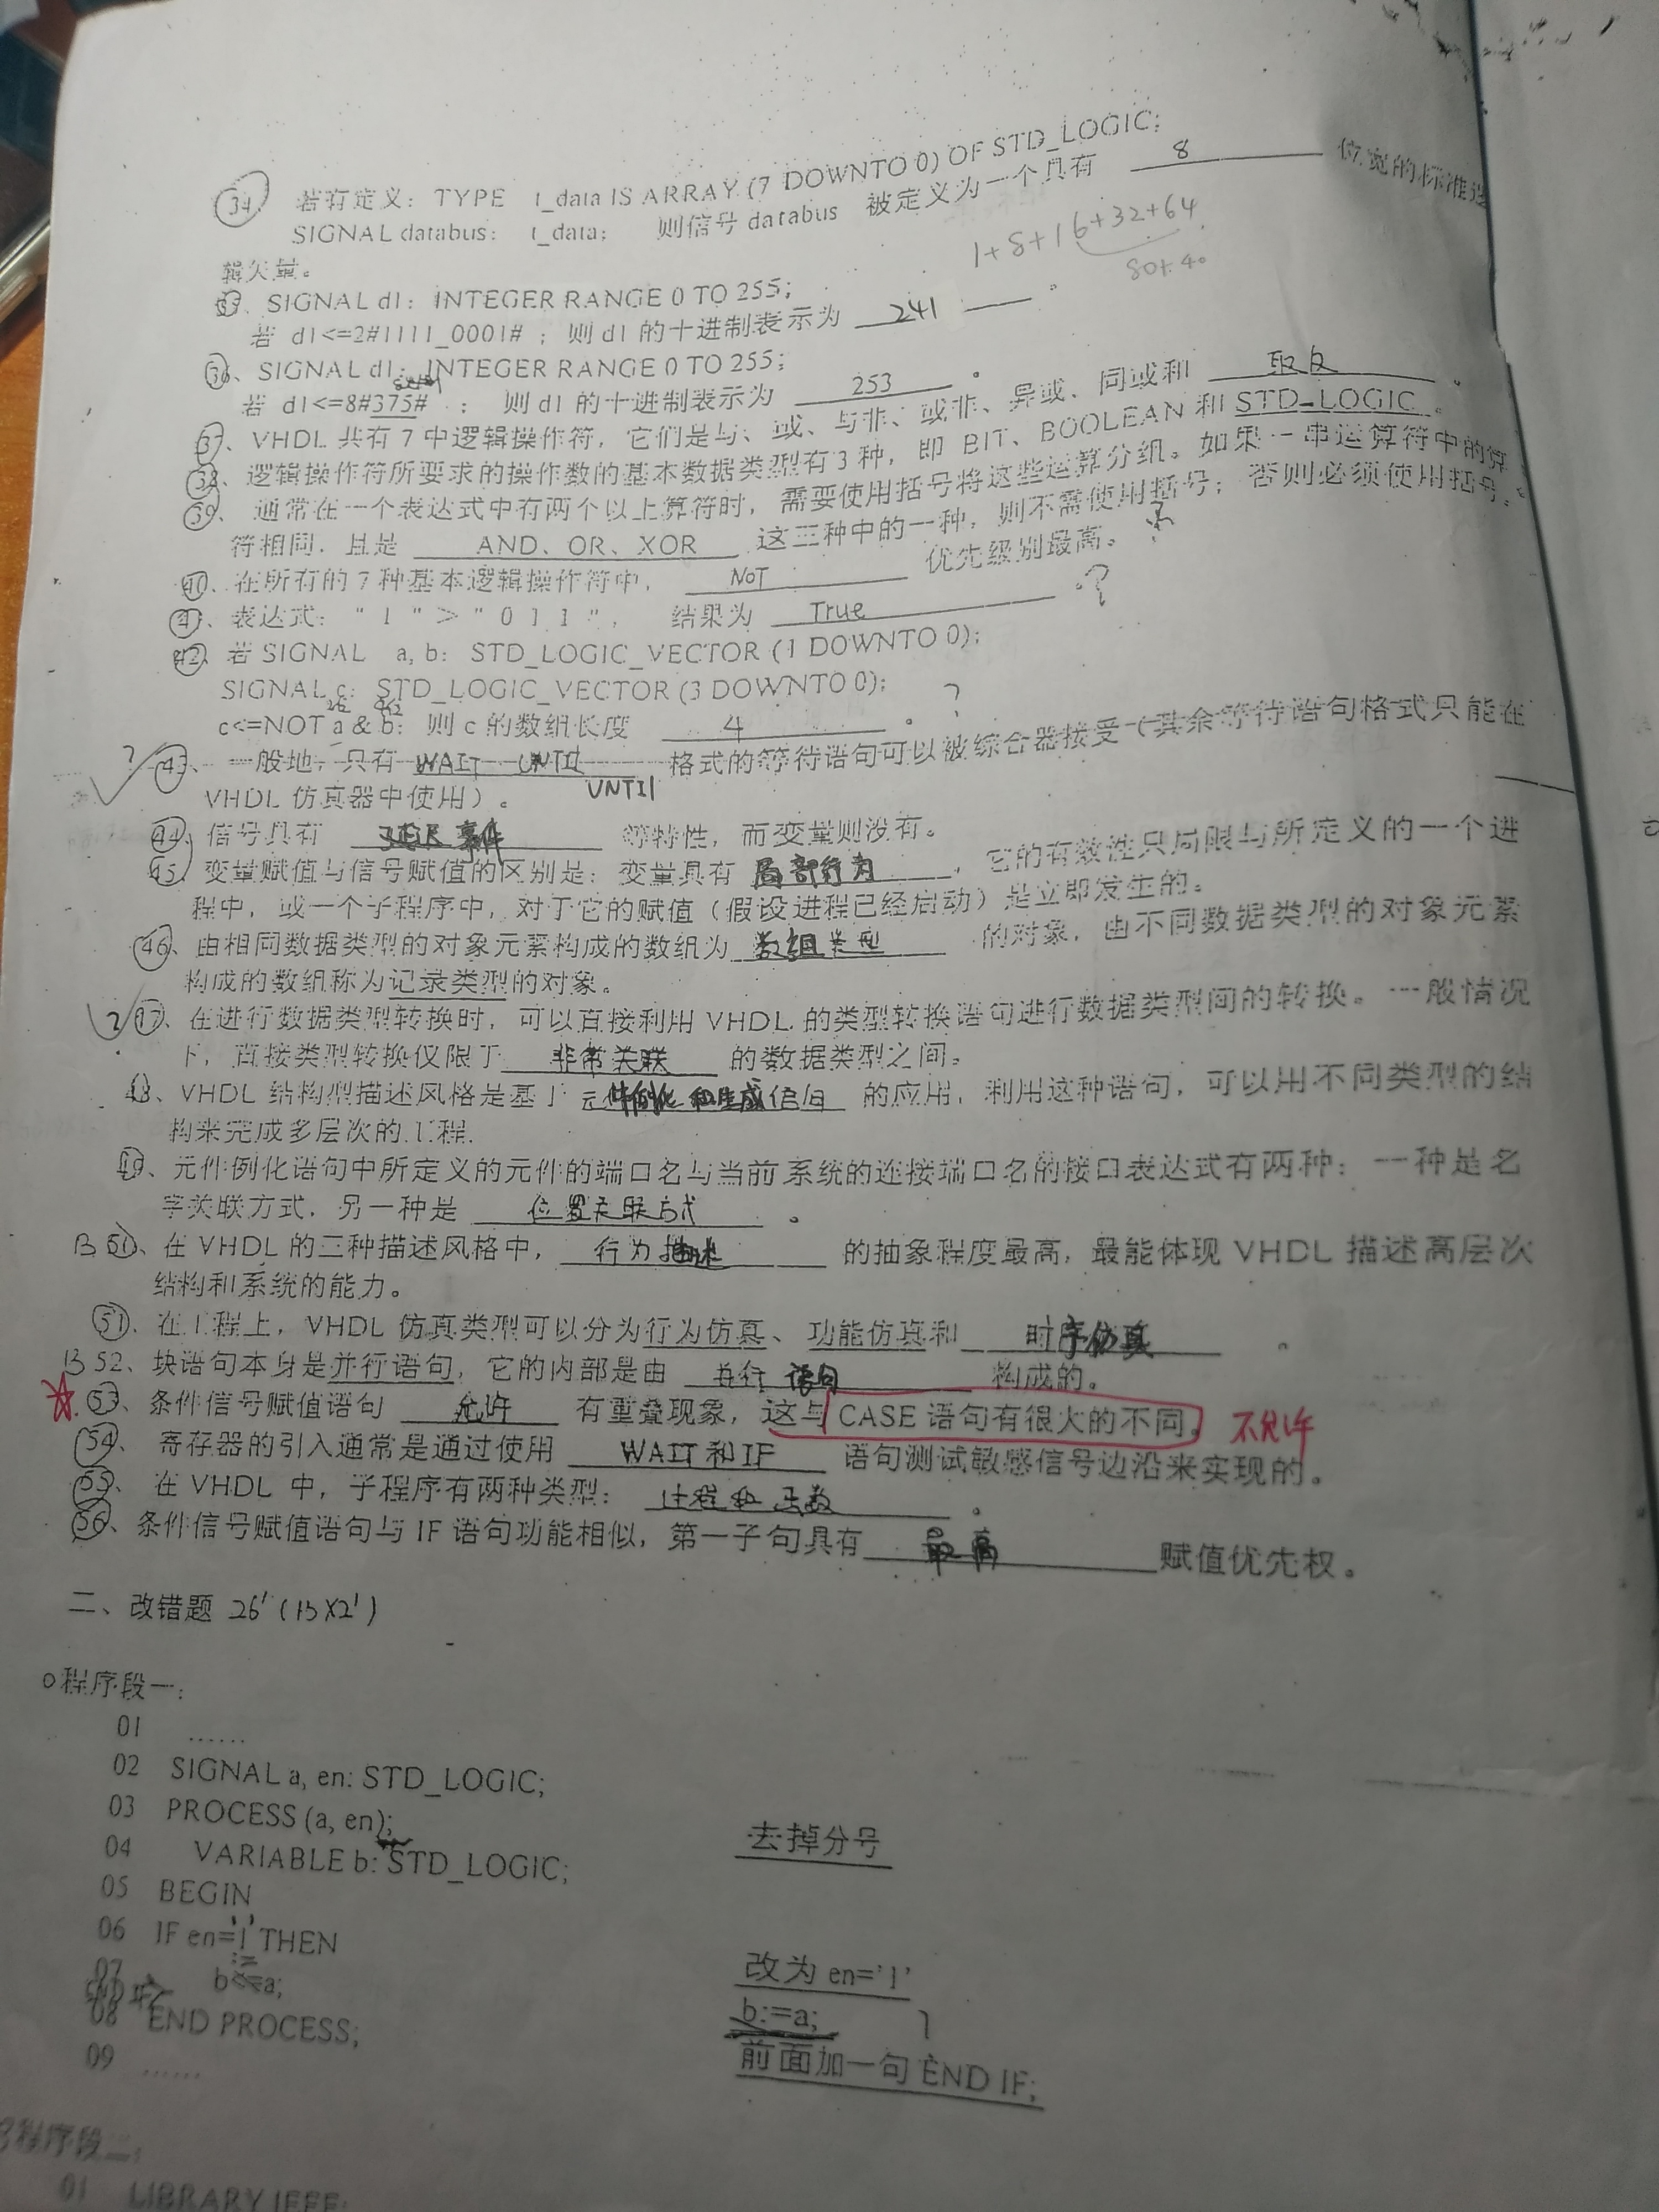 34、若有定义：TYPE t_data IS ARRAY (7 DOWNTO 0) OF STD_LOGIC;
SIGNAL databus: t_data; 则信号 databus 被定义为一个具有 8 位宽的标准逻
辑矢量。
1+8+16+32+64
80+40
35、SIGNAL d1: INTEGER RANGE 0 TO 255;
若 d1<=2#1111_0001#；则 d1 的十进制表示为 241 。
36、SIGNAL d1: INTEGER RANGE 0 TO 255;
若 d1<=8#375#；则 d1 的十进制表示为 253 。
37、VHDL 共有 7 中逻辑操作符，它们是与、或、与非、或非、异或、同或和 取反 。
38、逻辑操作符所要求的操作数的基本数据类型有 3 种，即 BIT、BOOLEAN 和 STD_LOGIC 。
39、通常在一个表达式中有两个以上算符时，需要使用括号将这些运算分组。如果一串运算符中的算
符相同，且是 AND、OR、XOR 这三种中的一种，则不需使用括号；否则必须使用括号。
40、在所有的 7 种基本逻辑操作符中， NOT 优先级别最高。
41、表达式："1">"011"， 结果为 True 。?
42、若 SIGNAL a, b: STD_LOGIC_VECTOR (1 DOWNTO 0);
SIGNAL c: STD_LOGIC_VECTOR (3 DOWNTO 0);
c<=NOT a & b; 则 c 的数组长度 4 。?
? 43、一般地，只有 WAIT UNTIL 格式的等待语句可以被综合器接受（其余等待语句格式只能在
UNTIL
VHDL 仿真器中使用）。
44、信号具有 延时 事件 等特性，而变量则没有。
45、变量赋值与信号赋值的区别是：变量具有 局部行为 ，它的有效性只局限与所定义的一个进
程中，或一个子程序中，对于它的赋值（假设进程已经启动）是立即发生的。
46、由相同数据类型的对象元素构成的数组为 数组类型 的对象，由不同数据类型的对象元素
构成的数组称为记录类型的对象。
? 47、在进行数据类型转换时，可以直接利用 VHDL 的类型转换语句进行数据类型间的转换。一般情况
下，直接类型转换仅限于 非常关联 的数据类型之间。
48、VHDL 结构型描述风格是基于 元件例化和生成语句 的应用，利用这种语句，可以用不同类型的结
构来完成多层次的工程.
49、元件例化语句中所定义的元件的端口名与当前系统的连接端口名的接口表达式有两种：一种是名
字关联方式，另一种是 位置关联方式 。
B 50、在 VHDL 的三种描述风格中， 行为描述 的抽象程度最高，最能体现 VHDL 描述高层次
结构和系统的能力。
51、在工程上，VHDL 仿真类型可以分为行为仿真、功能仿真和 时序仿真 。
B 52、块语句本身是并行语句，它的内部是由 并行 语句 构成的。
53、条件信号赋值语句 允许 有重叠现象，这与 CASE 语句有很大的不同。 不允许
54、寄存器的引入通常是通过使用 WAIT 和 IF 语句测试敏感信号边沿来实现的。
55、在 VHDL 中，子程序有两种类型： 过程和函数 。
56、条件信号赋值语句与 IF 语句功能相似，第一子句具有 最高 赋值优先权。
二、改错题 26'(13X2')
程序段一：
01 ......
02 SIGNAL a, en: STD_LOGIC;
03 PROCESS (a, en); 去掉分号
04 VARIABLE b: STD_LOGIC;
05 BEGIN
06 IF en='1' THEN 改为 en='1'
07 b<=a; b:=a;
:=
08 END PROCESS; 前面加一句 END IF;
09 ......
程序段二：
01 LIBRARY IEEE;